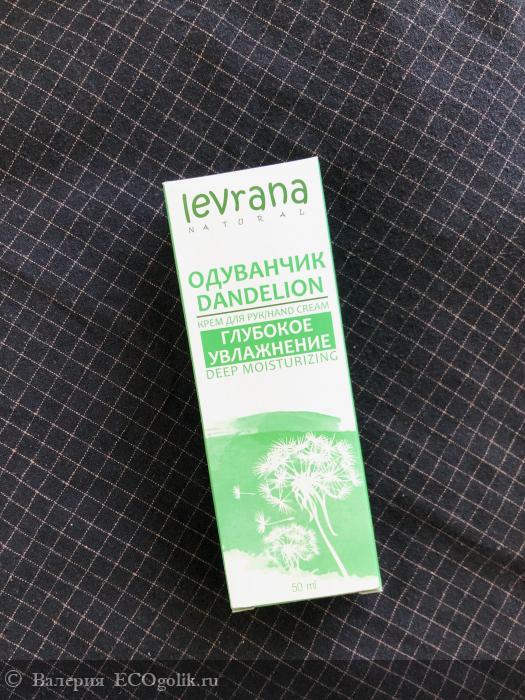 levrana
NATURAL
ОДУВАНЧИК
DANDELION
КРЕМ ДЛЯ РУК/HAND CREAM
ГЛУБОКОЕ
УВЛАЖНЕНИЕ
DEEP MOISTURIZING
50 ml
© Валерия ECOgolik.ru